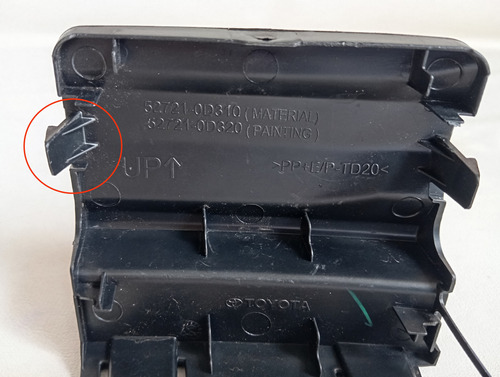 52721-0D310 (MATERIAL)
52721-0D320 (PAINTING)
UP↑
>PP+E/P-TD20<
TOYOTA